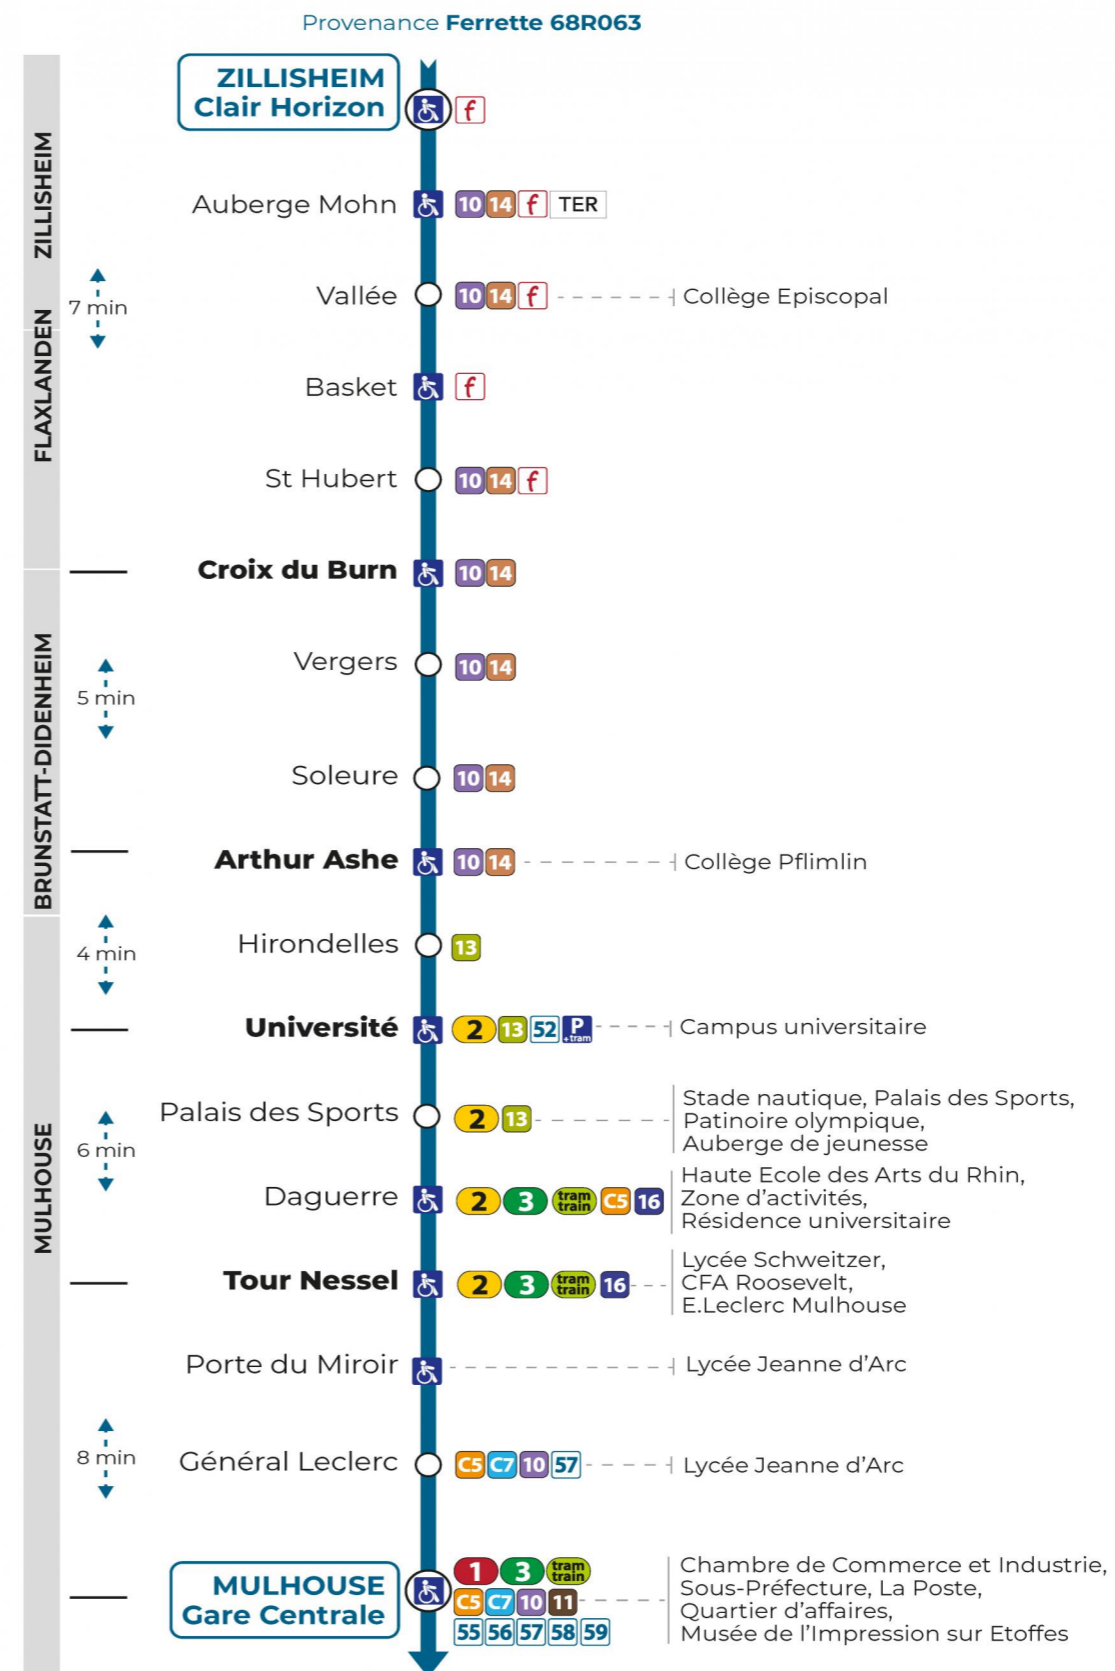 Provenance Ferrette 68R063
ZILLISHEIM
Clair Horizon
f
ZILLISHEIM
Auberge Mohn
10 14 f TER
7 min
Vallée
10 14 f
Collège Episcopal
FLAXLANDEN
Basket
f
St Hubert
10 14 f
Croix du Burn
10 14
BRUNSTATT-DIDENHEIM
Vergers
10 14
5 min
Soleure
10 14
Arthur Ashe
10 14
Collège Pflimlin
4 min
Hirondelles
13
Université
2 13 52 P +tram
Campus universitaire
MULHOUSE
Palais des Sports
2 13
Stade nautique, Palais des Sports,
Patinoire olympique,
Auberge de jeunesse
6 min
Daguerre
2 3 tram train C5 16
Haute Ecole des Arts du Rhin,
Zone d’activités,
Résidence universitaire
Tour Nessel
2 3 tram train 16
Lycée Schweitzer,
CFA Roosevelt,
E.Leclerc Mulhouse
Porte du Miroir
Lycée Jeanne d’Arc
8 min
Général Leclerc
C5 C7 10 57
Lycée Jeanne d’Arc
MULHOUSE
Gare Centrale
1 3 tram train
C5 C7 10 11
55 56 57 58 59
Chambre de Commerce et Industrie,
Sous-Préfecture, La Poste,
Quartier d’affaires,
Musée de l’Impression sur Etoffes